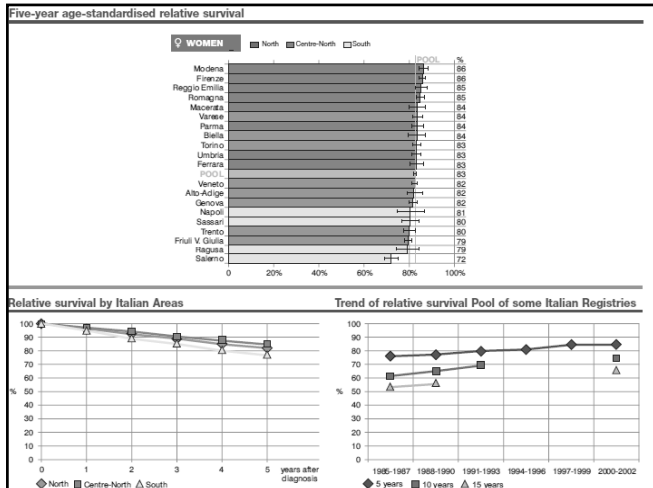 Five-year age-standardised relative survival
♀ WOMEN North Centre-North South
POOL %
Modena 86
Firenze 86
Reggio Emilia 85
Romagna 85
Macerata 84
Varese 84
Parma 84
Biella 84
Torino 83
Umbria 83
Ferrara 83
POOL 83
Veneto 82
Alto-Adige 82
Genova 82
Napoli 81
Sassari 80
Trento 80
Friuli V. Giulia 79
Ragusa 79
Salerno 72
0 20% 40% 60% 80% 100%
Relative survival by Italian Areas
100
90
80
70
60
%
50
40
30
20
10
0
0 1 2 3 4 5 years after
diagnosis
North Centre-North South
Trend of relative survival Pool of some Italian Registries
100
90
80
70
60
%
50
40
30
20
10
0
1985-1987 1988-1990 1991-1993 1994-1996 1997-1999 2000-2002
5 years 10 years 15 years